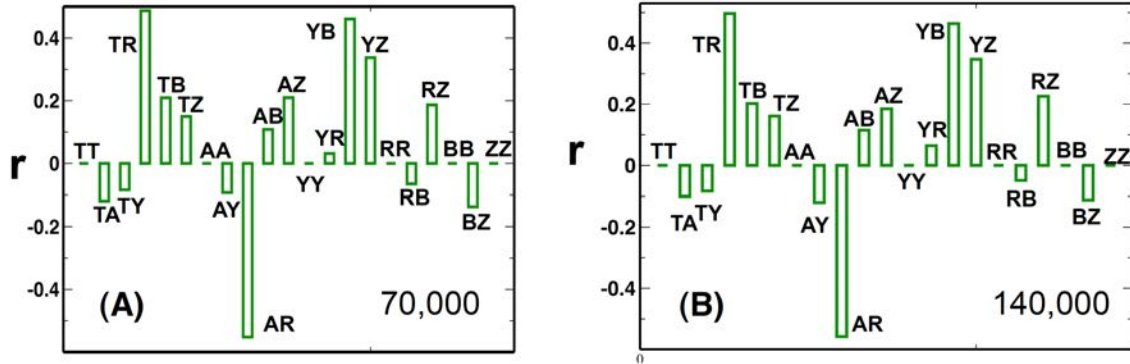 0.4
0.2
0
-0.2
-0.4
r
TT
TA
TY
TR
TB
TZ
AA
AY
AR
AB
AZ
YY
YR
YB
YZ
RR
RB
RZ
BB
BZ
ZZ
(A)
70,000
0.4
0.2
0
-0.2
-0.4
r
TT
TA
TY
TR
TB
TZ
AA
AY
AR
AB
AZ
YY
YR
YB
YZ
RR
RB
RZ
BB
BZ
ZZ
(B)
140,000
0